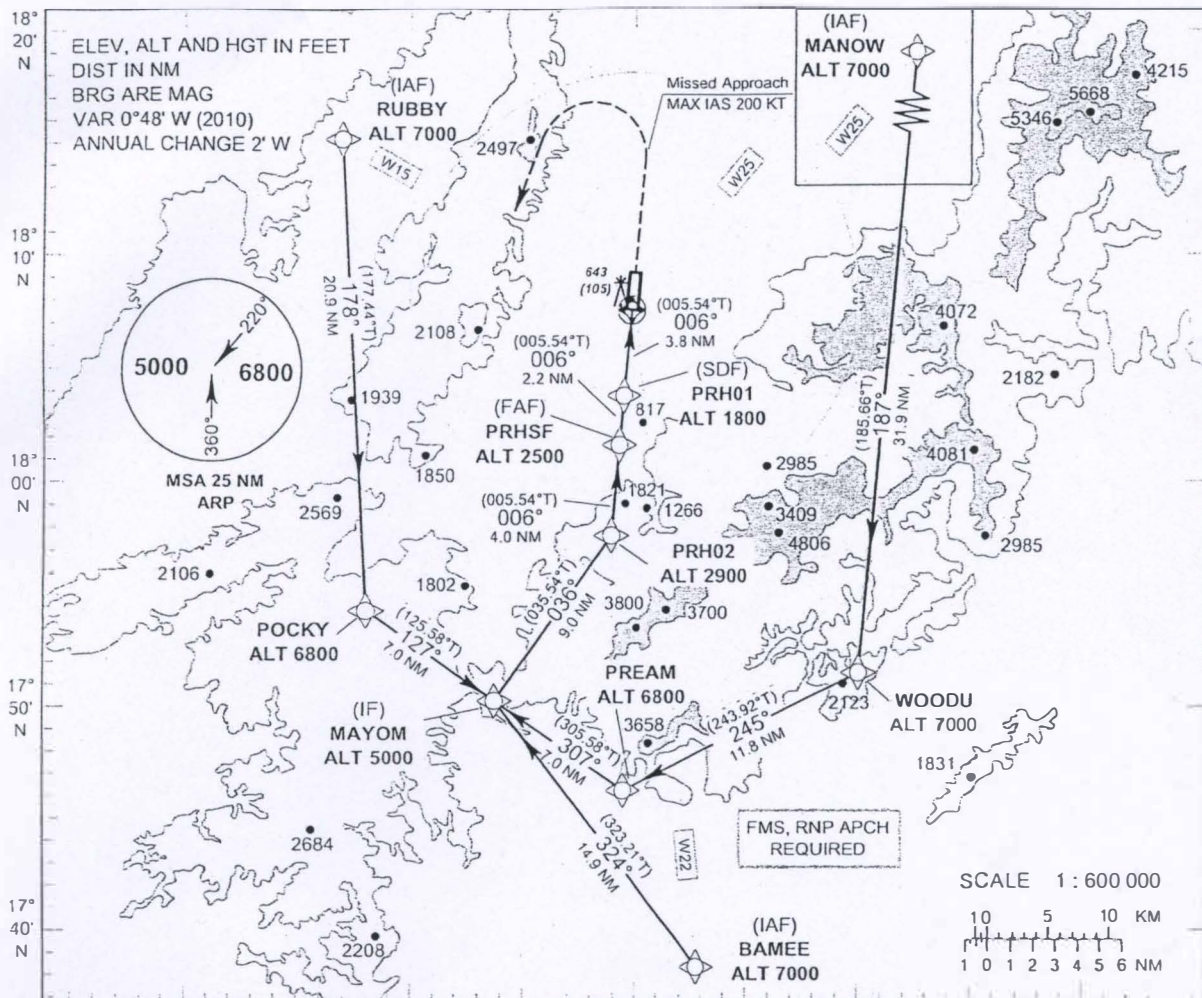 18°
20'
N
ELEV, ALT AND HGT IN FEET
DIST IN NM
BRG ARE MAG
VAR 0°48' W (2010)
ANNUAL CHANGE 2' W
(IAF)
RUBBY
ALT 7000
(IAF)
MANOW
ALT 7000
Missed Approach
MAX IAS 200 KT
4215
5668
5346
2497
W15
W25
W25
18°
10'
N
(177.44°T)
178°
20.9 NM
220°
5000
6800
360°
MSA 25 NM
ARP
643
(105)
(005.54°T)
006°
3.8 NM
2108
(005.54°T)
006°
2.2 NM
(SDF)
PRH01
ALT 1800
4072
2182
(185.66°T)
187°
31.9 NM
1939
(FAF)
PRHSF
ALT 2500
817
18°
00'
N
1850
2985
4081
2569
(005.54°T)
006°
4.0 NM
1821
1266
3409
4806
2985
2106
1802
PRH02
ALT 2900
(035.54°T)
036°
9.0 NM
3800
3700
POCKY
ALT 6800
(125.58°T)
127°
7.0 NM
PREAM
ALT 6800
17°
50'
N
(IF)
MAYOM
ALT 5000
2123
WOODU
ALT 7000
(243.92°T)
245°
11.8 NM
3658
(305.58°T)
307°
7.0 NM
1831
2684
(323.21°T)
324°
14.9 NM
W22
FMS, RNP APCH
REQUIRED
SCALE 1 : 600 000
10 5 10 KM
1 0 1 2 3 4 5 6 NM
17°
40'
N
2208
(IAF)
BAMEE
ALT 7000